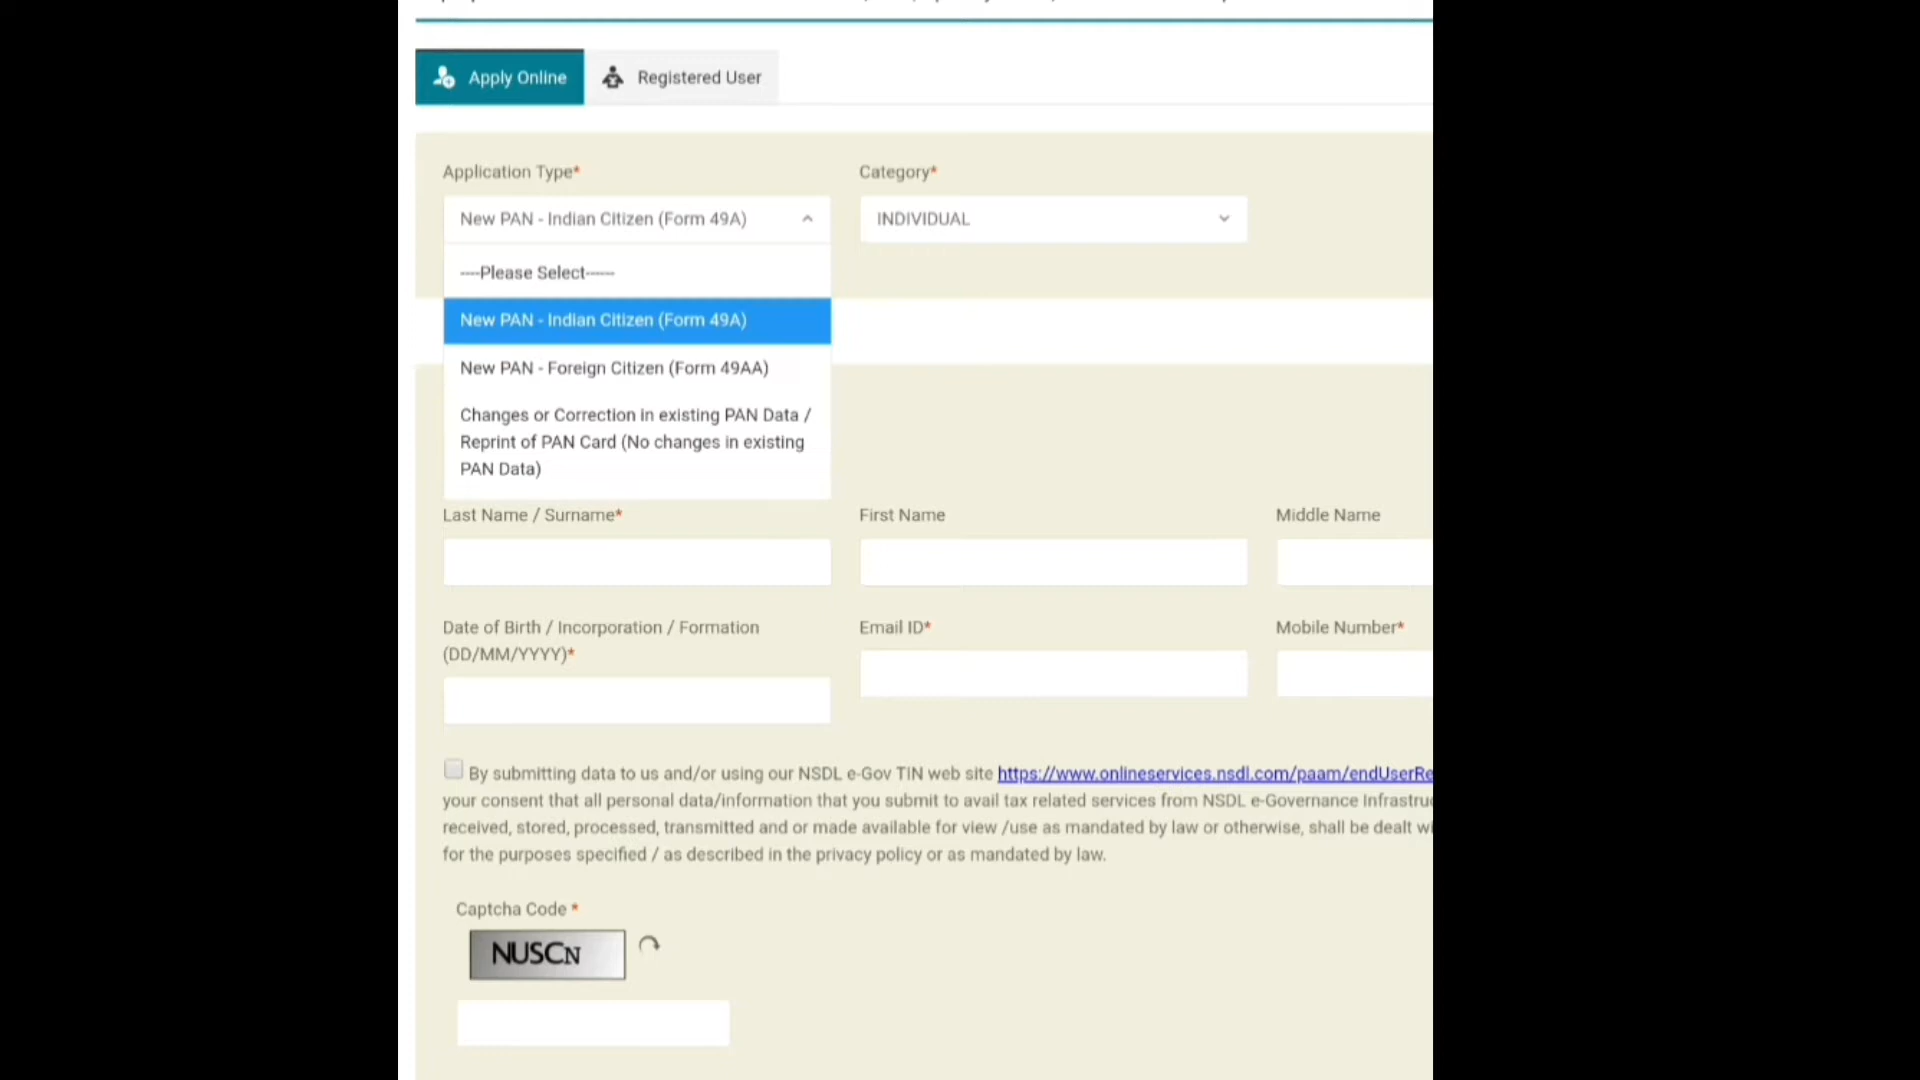 Apply Online
Registered User
Application Type*
Category*
New PAN - Indian Citizen (Form 49A)
INDIVIDUAL
----Please Select------
New PAN - Indian Citizen (Form 49A)
New PAN - Foreign Citizen (Form 49AA)
Changes or Correction in existing PAN Data /
Reprint of PAN Card (No changes in existing
PAN Data)
Last Name / Surname*
First Name
Middle Name
Date of Birth / Incorporation / Formation
(DD/MM/YYYY)*
Email ID*
Mobile Number*
By submitting data to us and/or using our NSDL e-Gov TIN web site https://www.onlineservices.nsdl.com/paam/endUserRe
your consent that all personal data/information that you submit to avail tax related services from NSDL e-Governance Infrastruc
received, stored, processed, transmitted and or made available for view /use as mandated by law or otherwise, shall be dealt wi
for the purposes specified / as described in the privacy policy or as mandated by law.
Captcha Code *
NUSCN